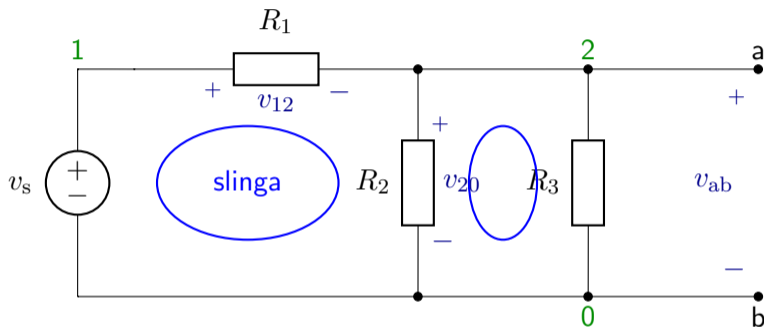 R1
1
2
a
+
−
v12
+
+
vs
+
−
slinga
R2
v20
R3
vab
−
−
0
b